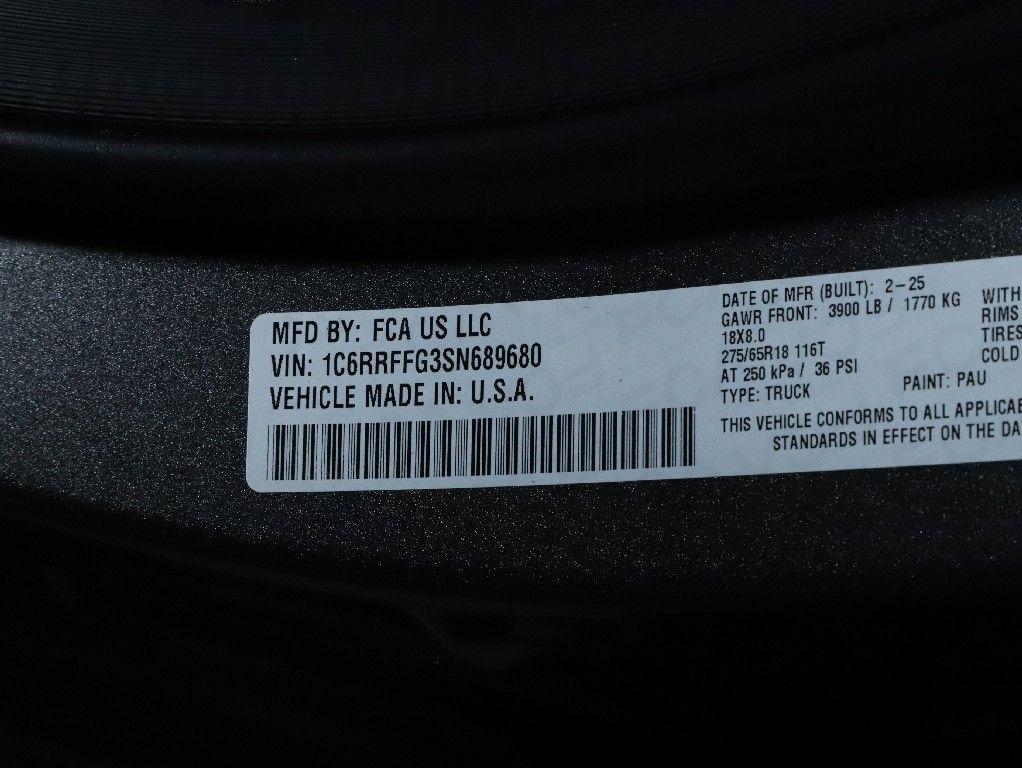 MFD BY: FCA US LLC
VIN: 1C6RRFFG3SN689680
VEHICLE MADE IN: U.S.A.
DATE OF MFR (BUILT): 2-25
GAWR FRONT: 3900 LB / 1770 KG
18X8.0
275/65R18 116T
AT 250 kPa / 36 PSI
TYPE: TRUCK PAINT: PAU
THIS VEHICLE CONFORMS TO ALL APPLICAB
STANDARDS IN EFFECT ON THE DA
WITH
RIMS
TIRES
COLD